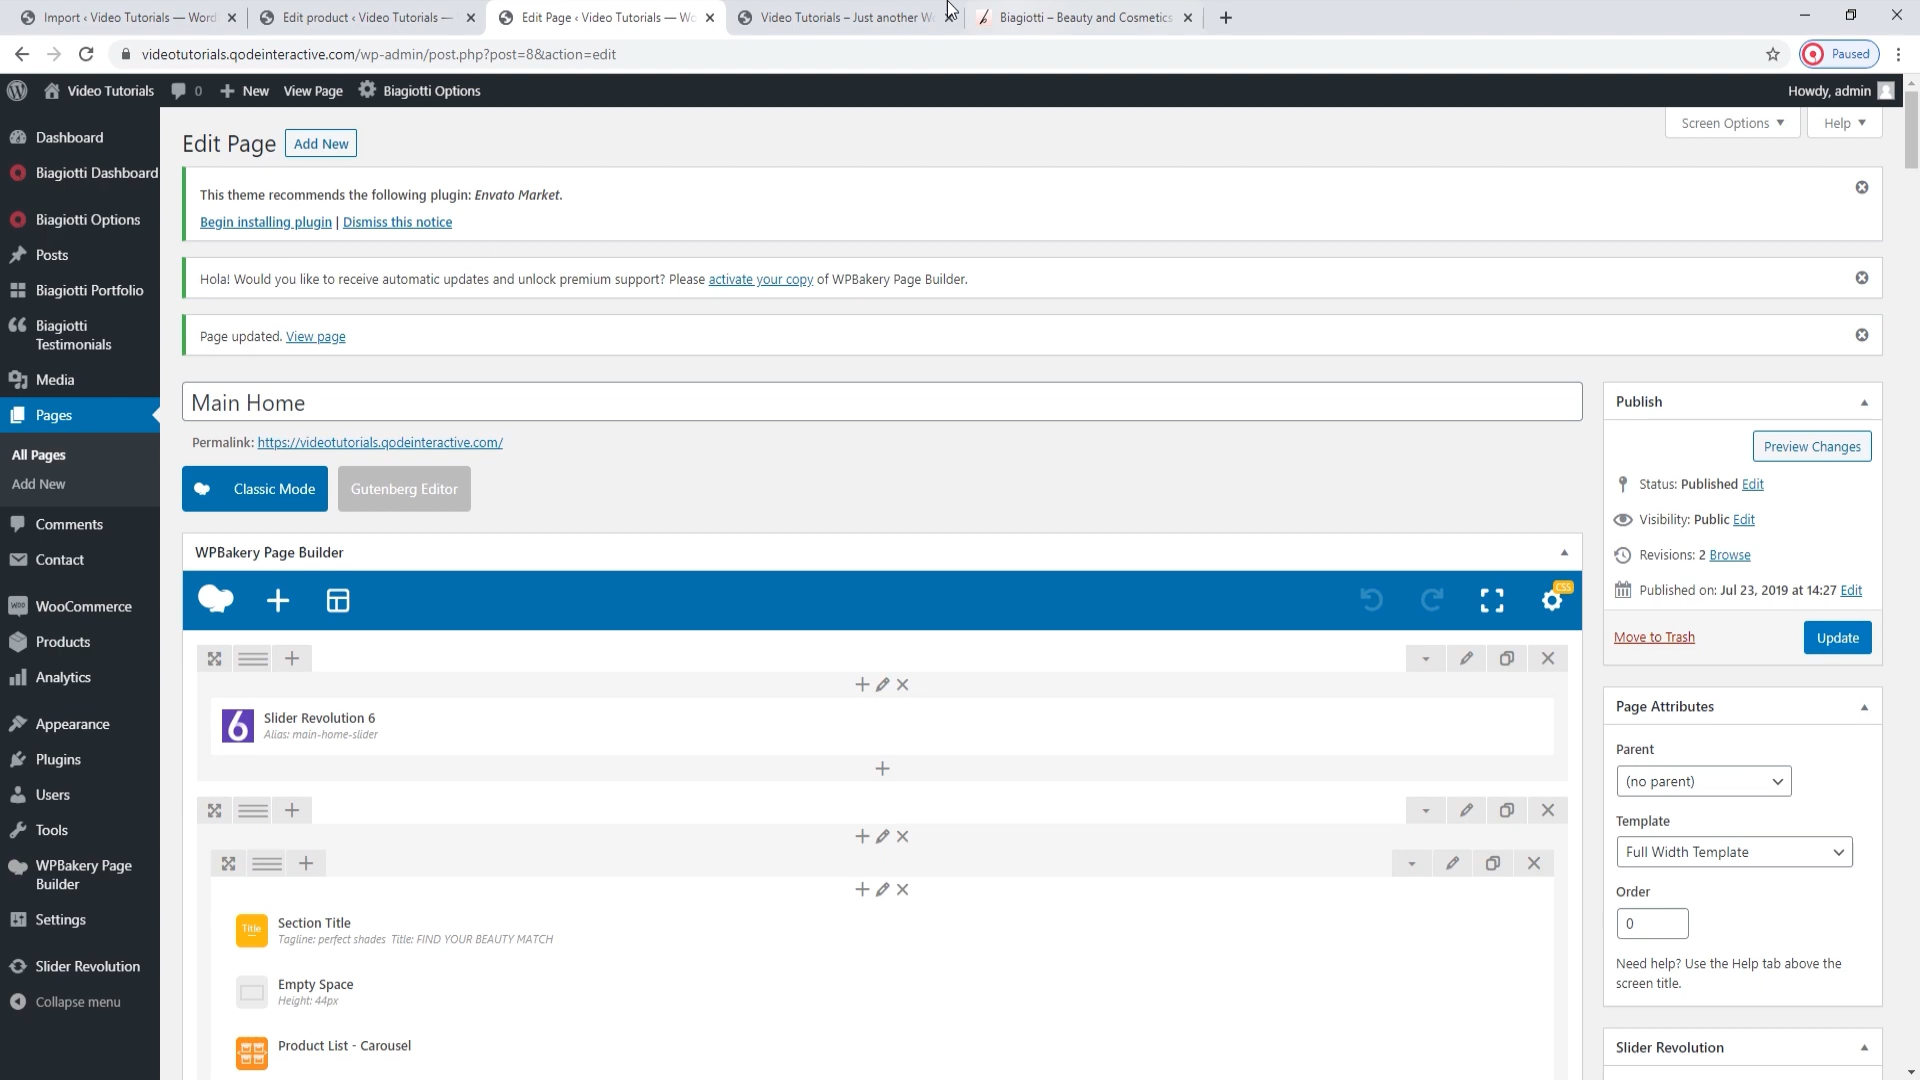 Import ‹ Video Tutorials — Word
Edit product ‹ Video Tutorials —
Edit Page ‹ Video Tutorials — Wo
Video Tutorials – Just another Wo
Biagiotti – Beauty and Cosmetics
videotutorials.qodeinteractive.com/wp-admin/post.php?post=8&action=edit
Paused
Video Tutorials
0
New
View Page
Biagiotti Options
Howdy, admin
Dashboard
Biagiotti Dashboard
Biagiotti Options
Posts
Biagiotti Portfolio
Biagiotti
Testimonials
Media
Pages
All Pages
Add New
Comments
Contact
WooCommerce
Products
Analytics
Appearance
Plugins
Users
Tools
WPBakery Page
Builder
Settings
Slider Revolution
Collapse menu
Screen Options
Help
Edit Page
Add New
This theme recommends the following plugin: Envato Market.
Begin installing plugin | Dismiss this notice
Hola! Would you like to receive automatic updates and unlock premium support? Please activate your copy of WPBakery Page Builder.
Page updated. View page
Main Home
Permalink: https://videotutorials.qodeinteractive.com/
Classic Mode
Gutenberg Editor
WPBakery Page Builder
CSS
6
Slider Revolution 6
Alias: main-home-slider
Title
Section Title
Tagline: perfect shades Title: FIND YOUR BEAUTY MATCH
Empty Space
Height: 44px
Product List - Carousel
Publish
Preview Changes
Status: Published Edit
Visibility: Public Edit
Revisions: 2 Browse
Published on: Jul 23, 2019 at 14:27 Edit
Move to Trash
Update
Page Attributes
Parent
(no parent)
Template
Full Width Template
Order
0
Need help? Use the Help tab above the
screen title.
Slider Revolution